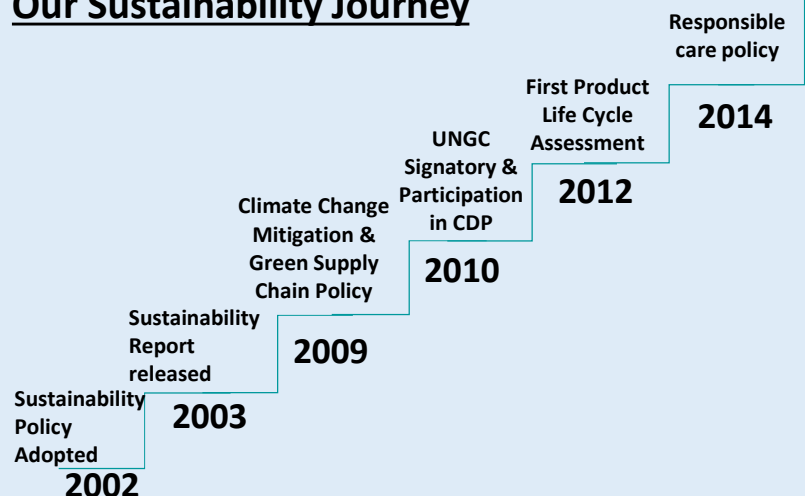 Our Sustainability Journey
Responsible
care policy
2014
First Product
Life Cycle
Assessment
2012
UNGC
Signatory &
Participation
in CDP
2010
Climate Change
Mitigation &
Green Supply
Chain Policy
2009
Sustainability
Report
released
2003
Sustainability
Policy
Adopted
2002